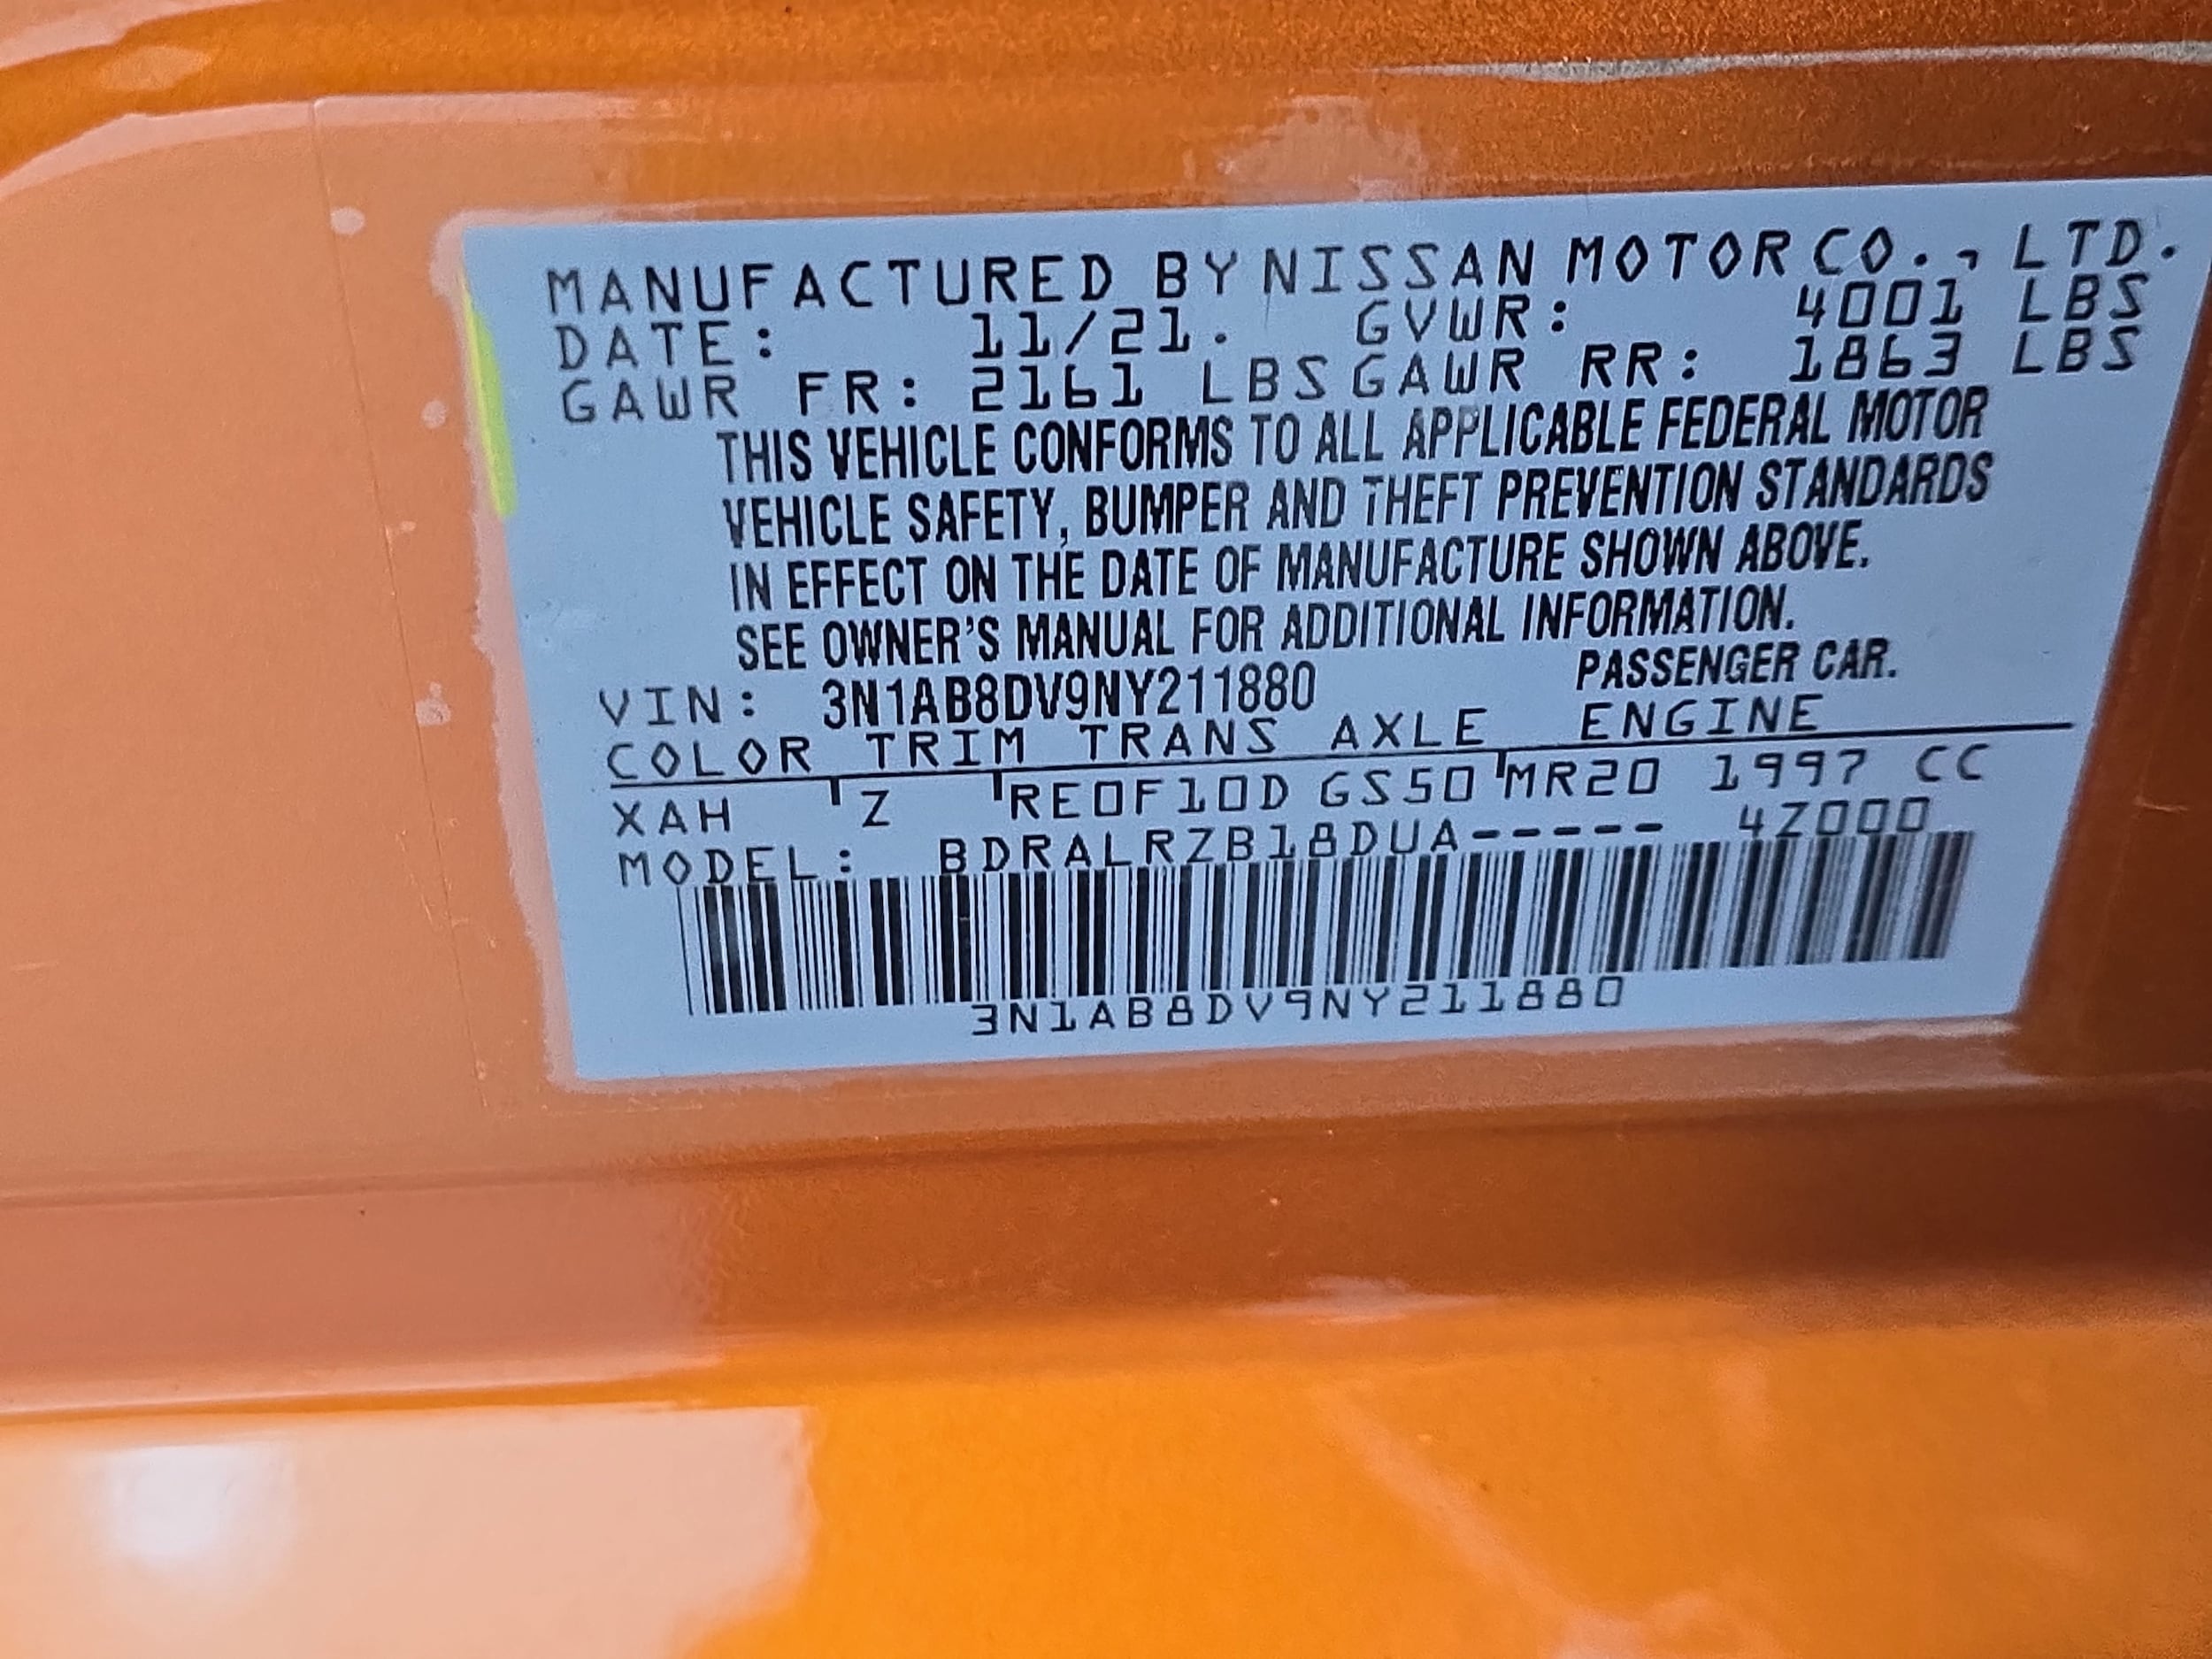 MANUFACTURED BY NISSAN MOTOR CO., LTD.
DATE: 11/21. GVWR: 4001 LBS
GAWR FR: 2161 LBS GAWR RR: 1863 LBS
THIS VEHICLE CONFORMS TO ALL APPLICABLE FEDERAL MOTOR
VEHICLE SAFETY, BUMPER AND THEFT PREVENTION STANDARDS
IN EFFECT ON THE DATE OF MANUFACTURE SHOWN ABOVE.
SEE OWNER'S MANUAL FOR ADDITIONAL INFORMATION.
VIN: 3N1AB8DV9NY211880 PASSENGER CAR.
COLOR TRIM TRANS AXLE ENGINE
XAH Z RE0F10D GS50 MR20 1997 CC
MODEL: BDRALRZB18DUA----- 4Z000
3N1AB8DV9NY211880